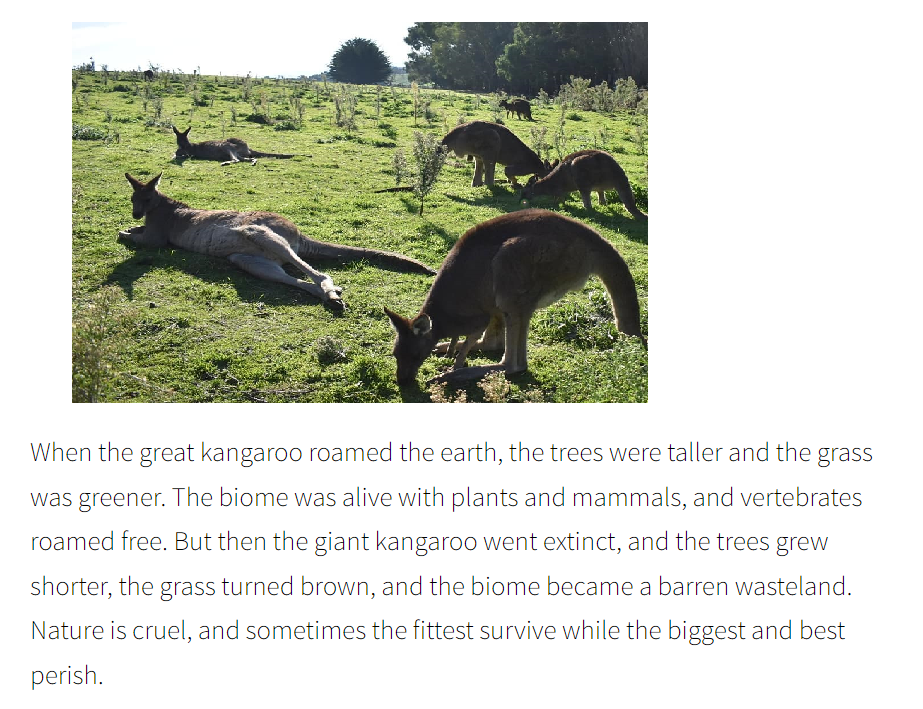 When the great kangaroo roamed the earth, the trees were taller and the grass
was greener. The biome was alive with plants and mammals, and vertebrates
roamed free. But then the giant kangaroo went extinct, and the trees grew
shorter, the grass turned brown, and the biome became a barren wasteland.
Nature is cruel, and sometimes the fittest survive while the biggest and best
perish.